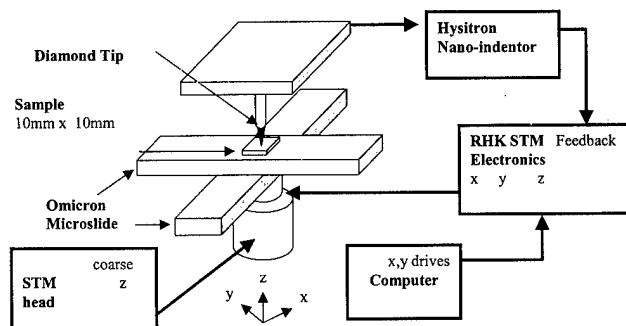 Hysitron
Nano-indentor
Diamond Tip
Sample
10mm x 10mm
RHK STM Feedback
Electronics
x y z
Omicron
Microslide
coarse
z
STM
head
x,y drives
Computer
z
y
x